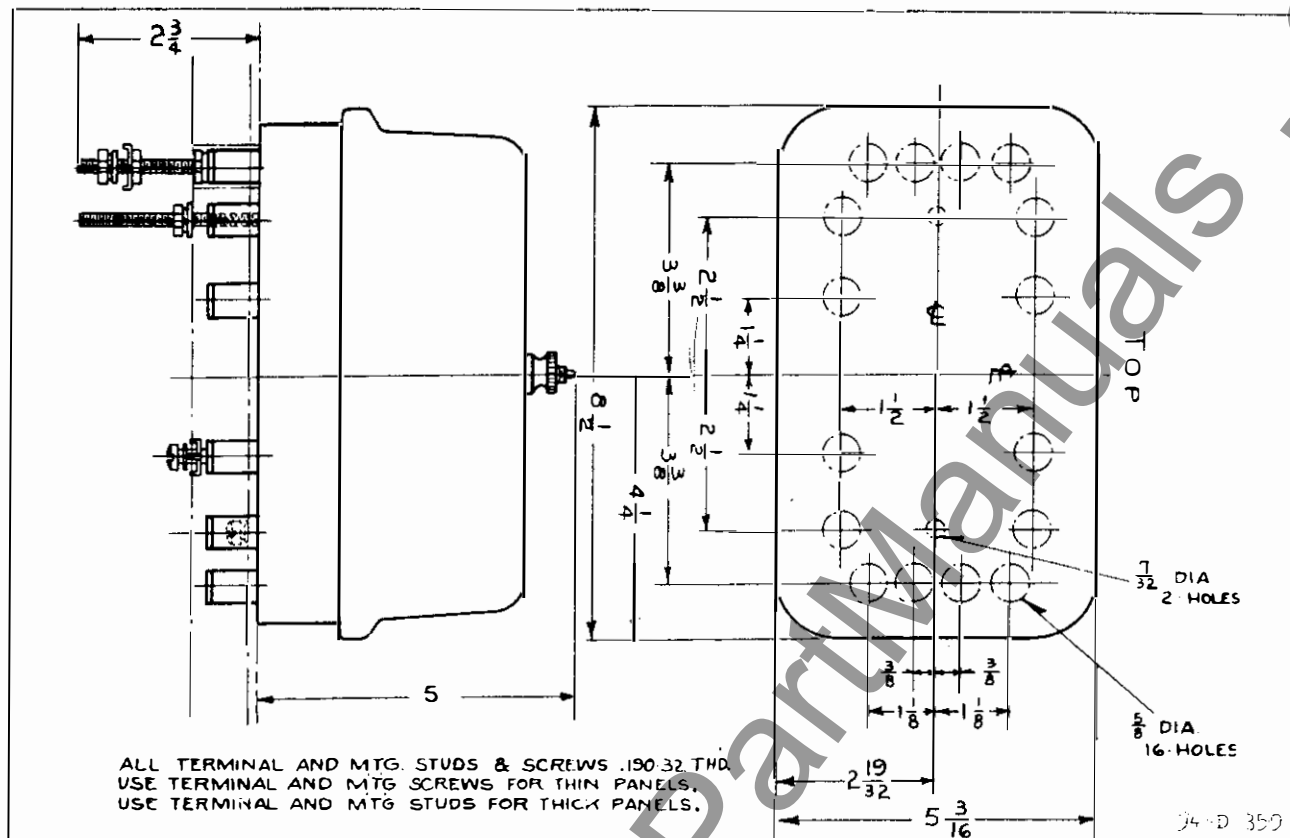 2 3/4
3 3/8
2 1/2
1 1/4
1 1/4
2 1/2
3 3/8
8 1/2
4 1/4
1 1/2
1 1/2
TOP
7/32 DIA
2 HOLES
3/8
3/8
1 1/8
1 1/8
5/8 DIA.
16 HOLES
5
2 19/32
5 3/16
ALL TERMINAL AND MTG. STUDS & SCREWS .190-32 THD.
USE TERMINAL AND MTG SCREWS FOR THIN PANELS.
USE TERMINAL AND MTG STUDS FOR THICK PANELS.
PartManuals